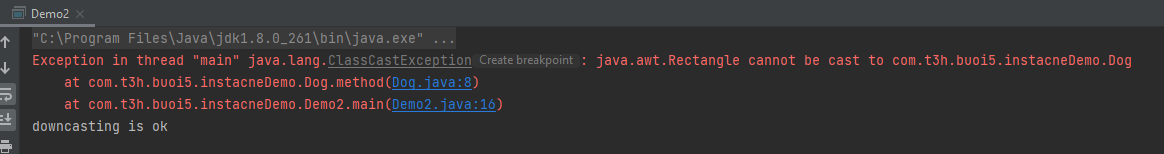 Demo2
"C:\Program Files\Java\jdk1.8.0_261\bin\java.exe" ...
Exception in thread "main" java.lang.ClassCastException Create breakpoint : java.awt.Rectangle cannot be cast to com.t3h.buoi5.instacneDemo.Dog
at com.t3h.buoi5.instacneDemo.Dog.method(Dog.java:8)
at com.t3h.buoi5.instacneDemo.Demo2.main(Demo2.java:16)
downcasting is ok